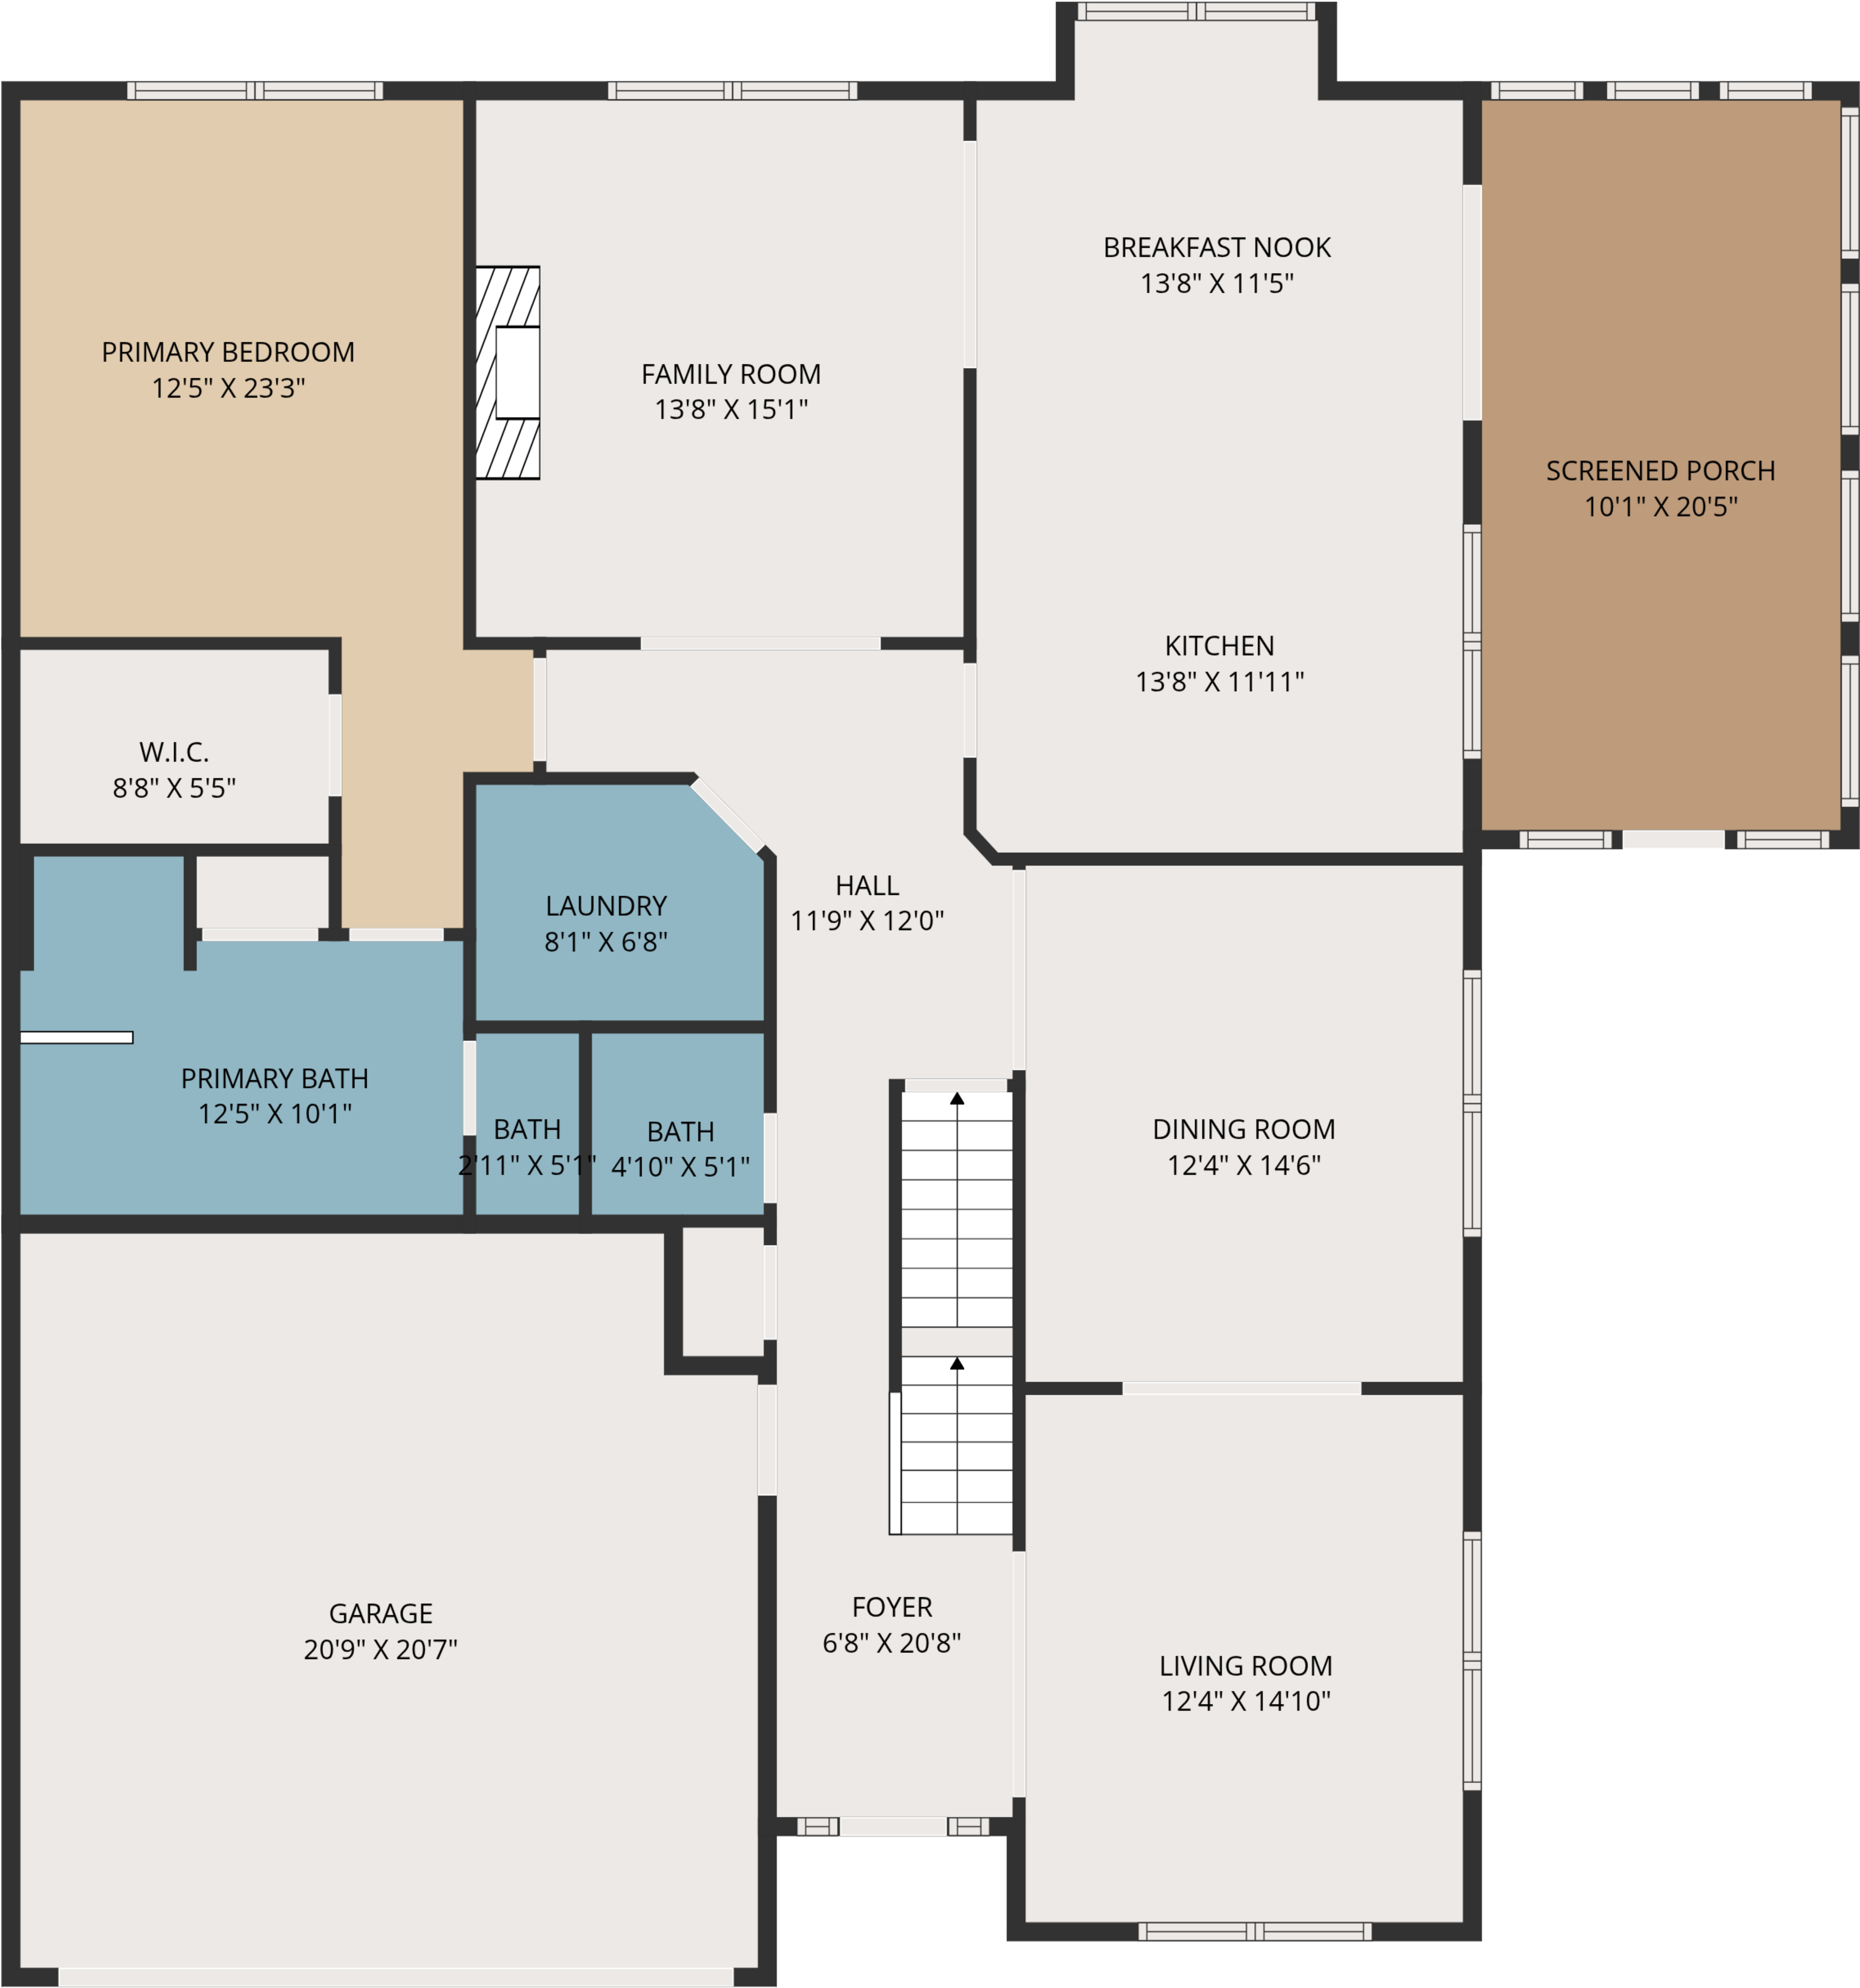 BREAKFAST NOOK
13'8" X 11'5"
PRIMARY BEDROOM
12'5" X 23'3"
FAMILY ROOM
13'8" X 15'1"
SCREENED PORCH
10'1" X 20'5"
KITCHEN
13'8" X 11'11"
W.I.C.
8'8" X 5'5"
LAUNDRY
8'1" X 6'8"
HALL
11'9" X 12'0"
PRIMARY BATH
12'5" X 10'1"
BATH
2'11" X 5'1"
BATH
4'10" X 5'1"
DINING ROOM
12'4" X 14'6"
GARAGE
20'9" X 20'7"
FOYER
6'8" X 20'8"
LIVING ROOM
12'4" X 14'10"